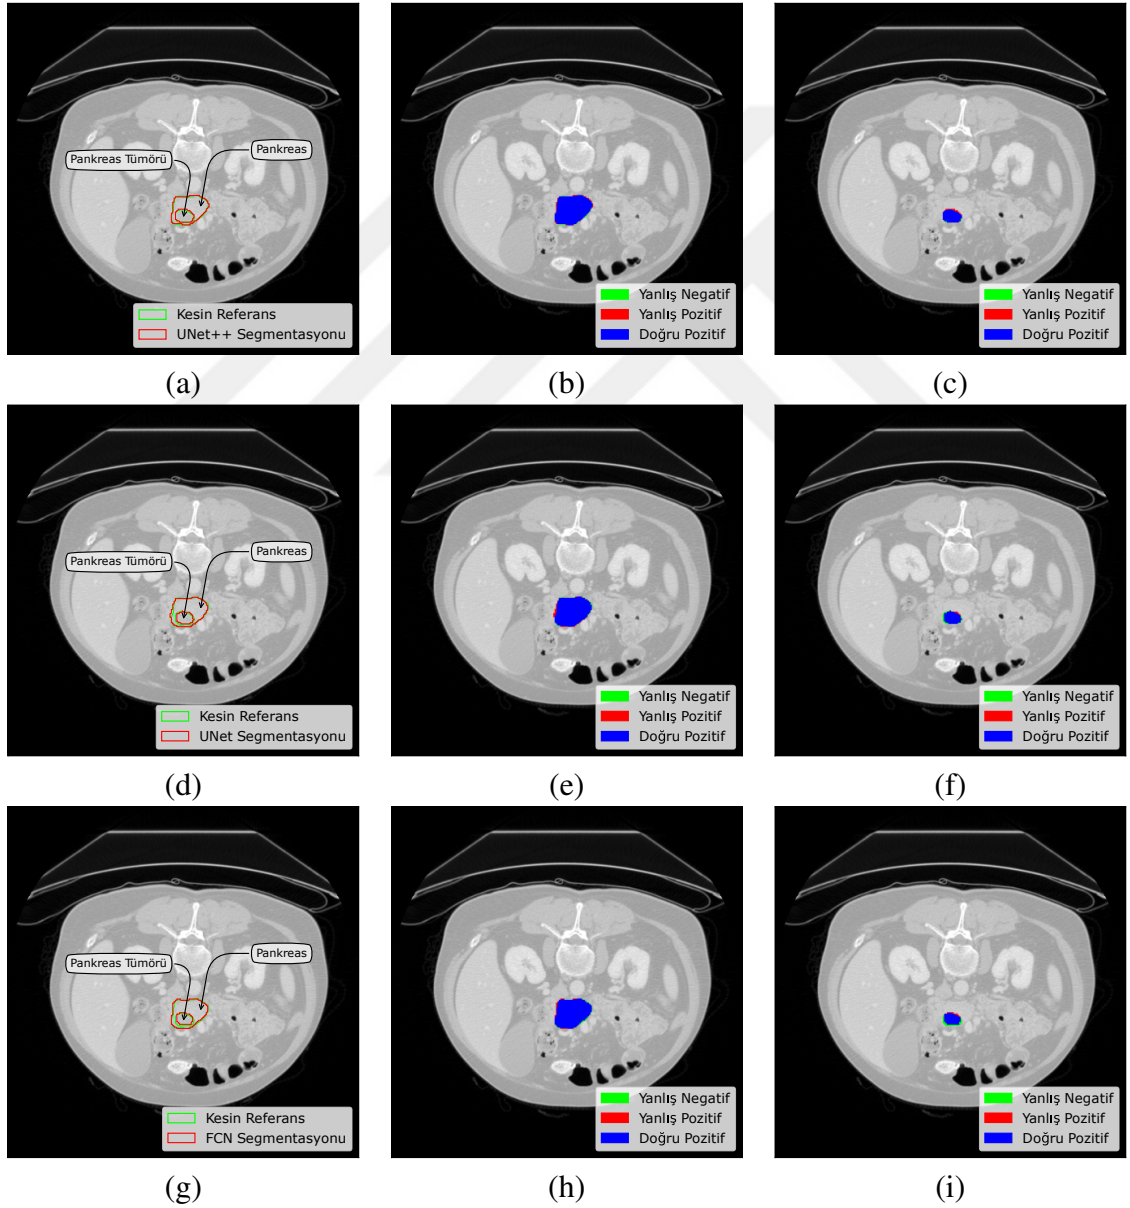 Pankreas Tümörü
Pankreas
Kesin Referans
UNet++ Segmentasyonu
Yanlış Negatif
Yanlış Pozitif
Doğru Pozitif
Yanlış Negatif
Yanlış Pozitif
Doğru Pozitif
(a)
(b)
(c)
Pankreas Tümörü
Pankreas
Kesin Referans
UNet Segmentasyonu
Yanlış Negatif
Yanlış Pozitif
Doğru Pozitif
Yanlış Negatif
Yanlış Pozitif
Doğru Pozitif
(d)
(e)
(f)
Pankreas Tümörü
Pankreas
Kesin Referans
FCN Segmentasyonu
Yanlış Negatif
Yanlış Pozitif
Doğru Pozitif
Yanlış Negatif
Yanlış Pozitif
Doğru Pozitif
(g)
(h)
(i)